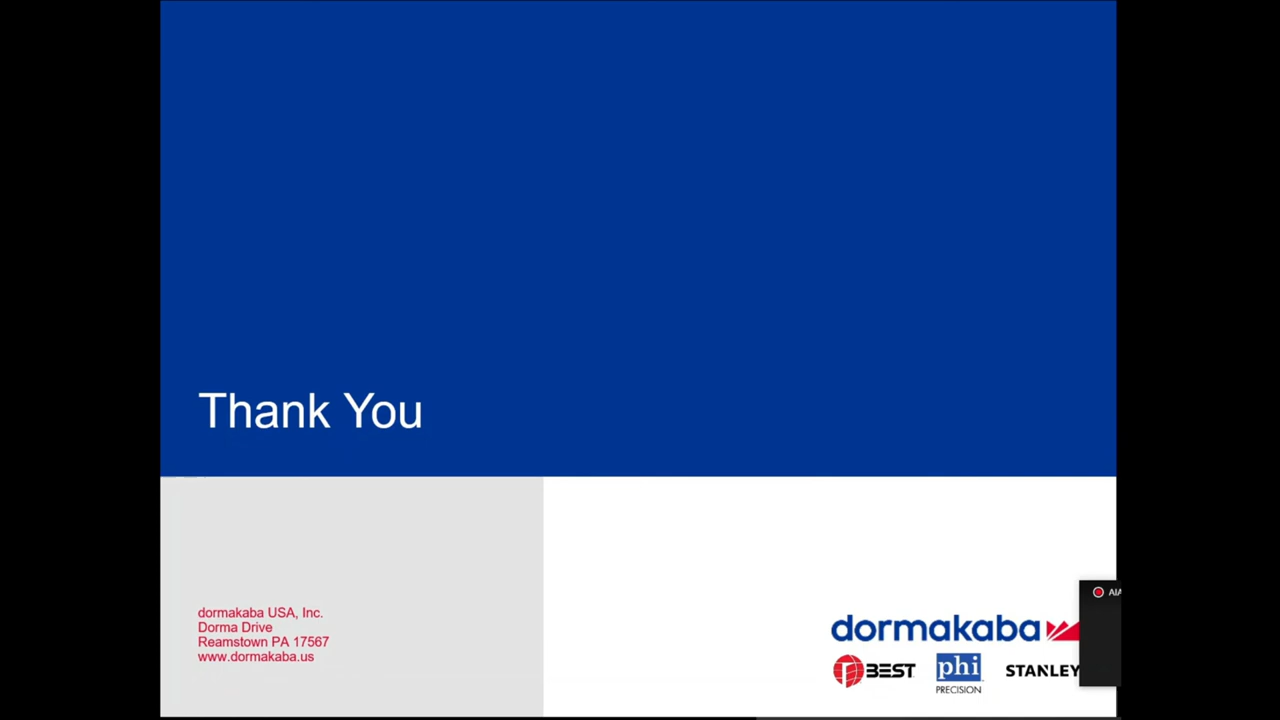 Thank You
dormakaba USA, Inc.
Dorma Drive
Reamstown PA 17567
www.dormakaba.us
dormakaba
BEST
phi
PRECISION
STANLEY